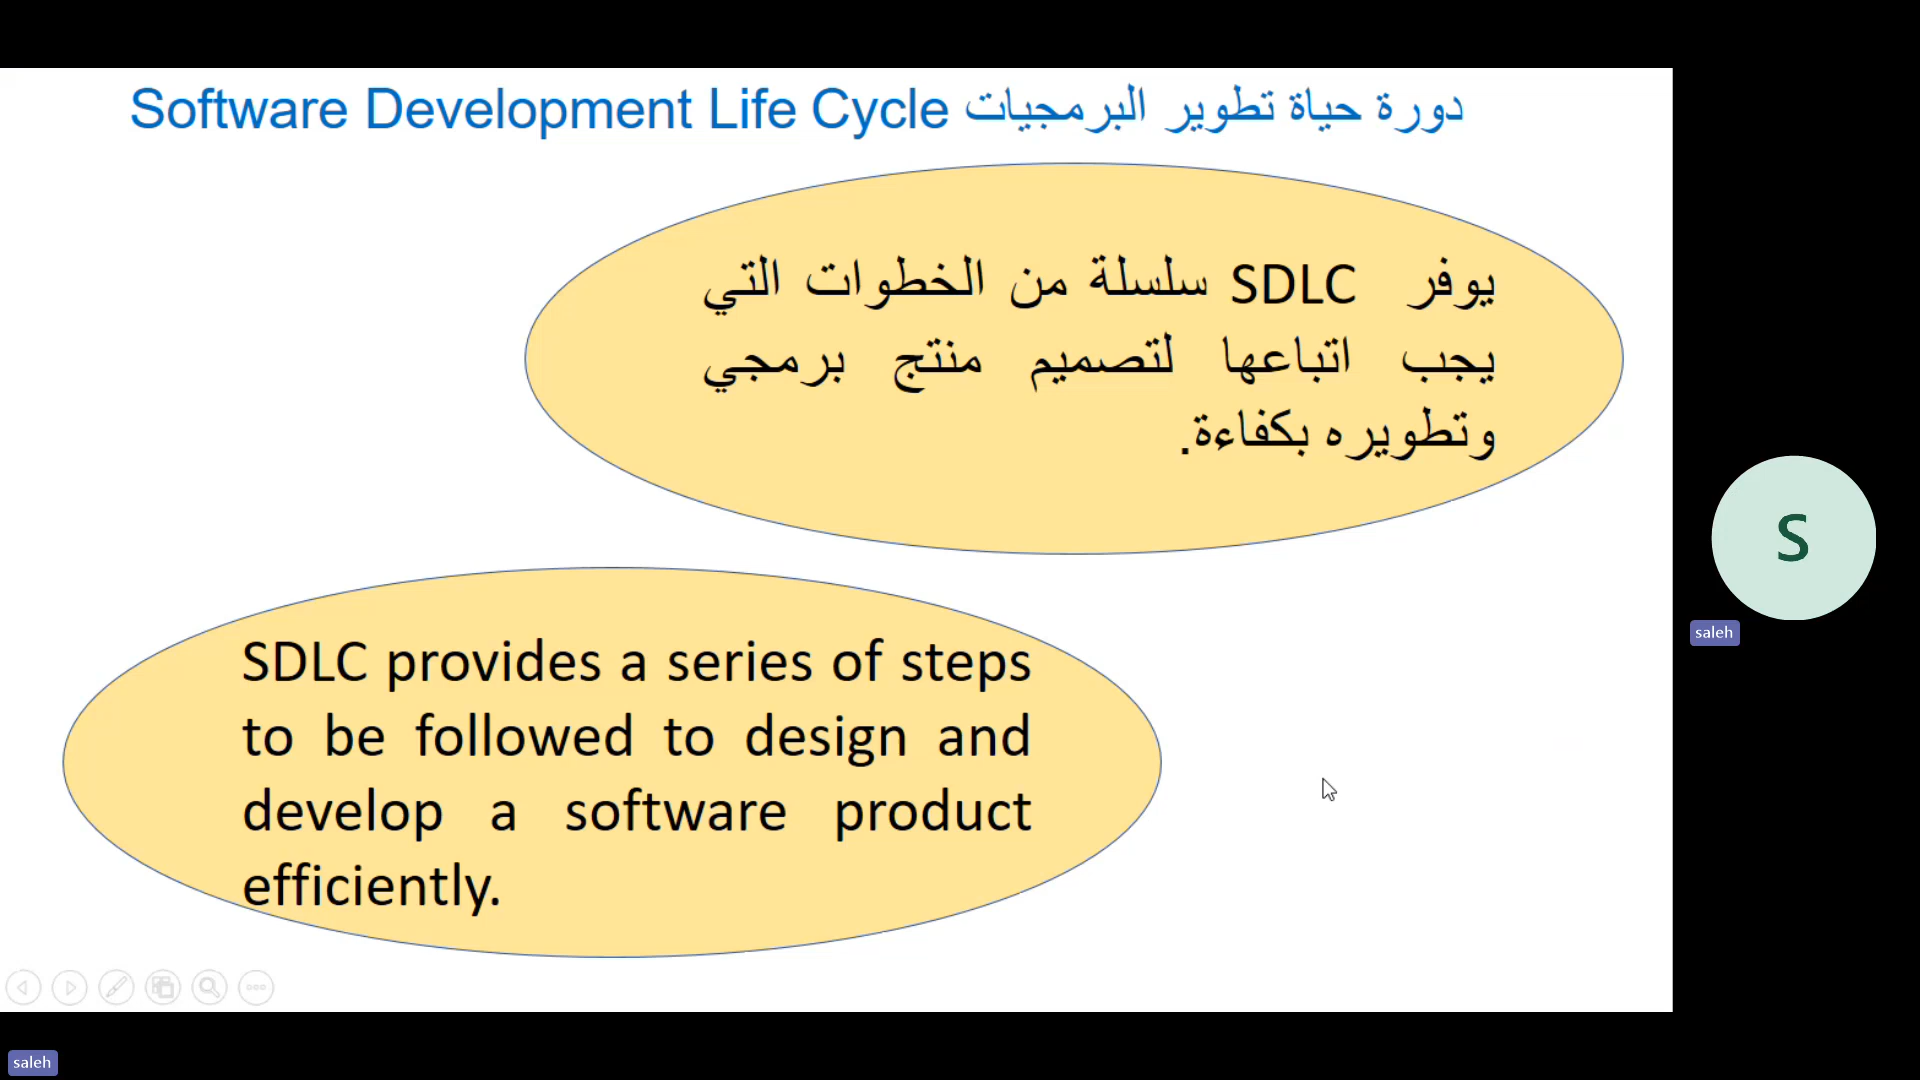 Software Development Life Cycle دورة حياة تطوير البرمجيات
يوفر SDLC سلسلة من الخطوات التي
يجب اتباعها لتصميم منتج برمجي
وتطويره بكفاءة.
SDLC provides a series of steps
to be followed to design and
develop a software product
efficiently.
S
saleh
saleh